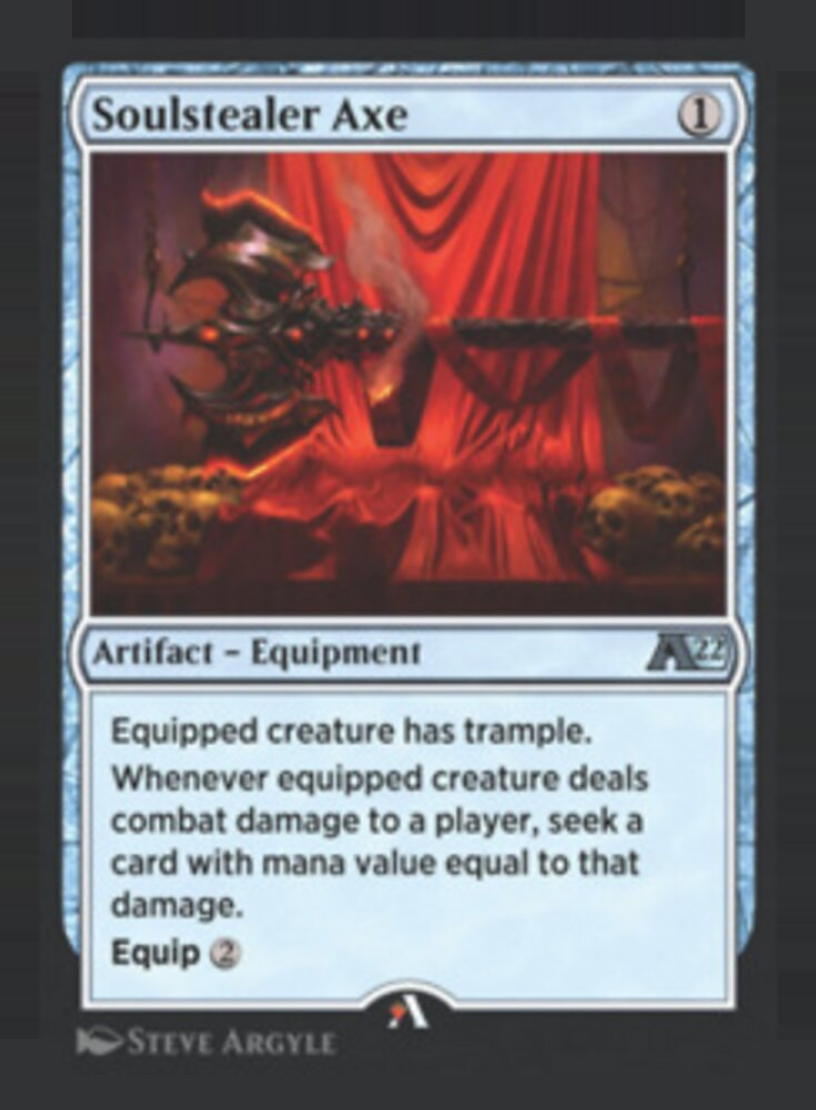 Soulstealer Axe 1
Artifact – Equipment A22
Equipped creature has trample.
Whenever equipped creature deals
combat damage to a player, seek a
card with mana value equal to that
damage.
Equip 2
STEVE ARGYLE